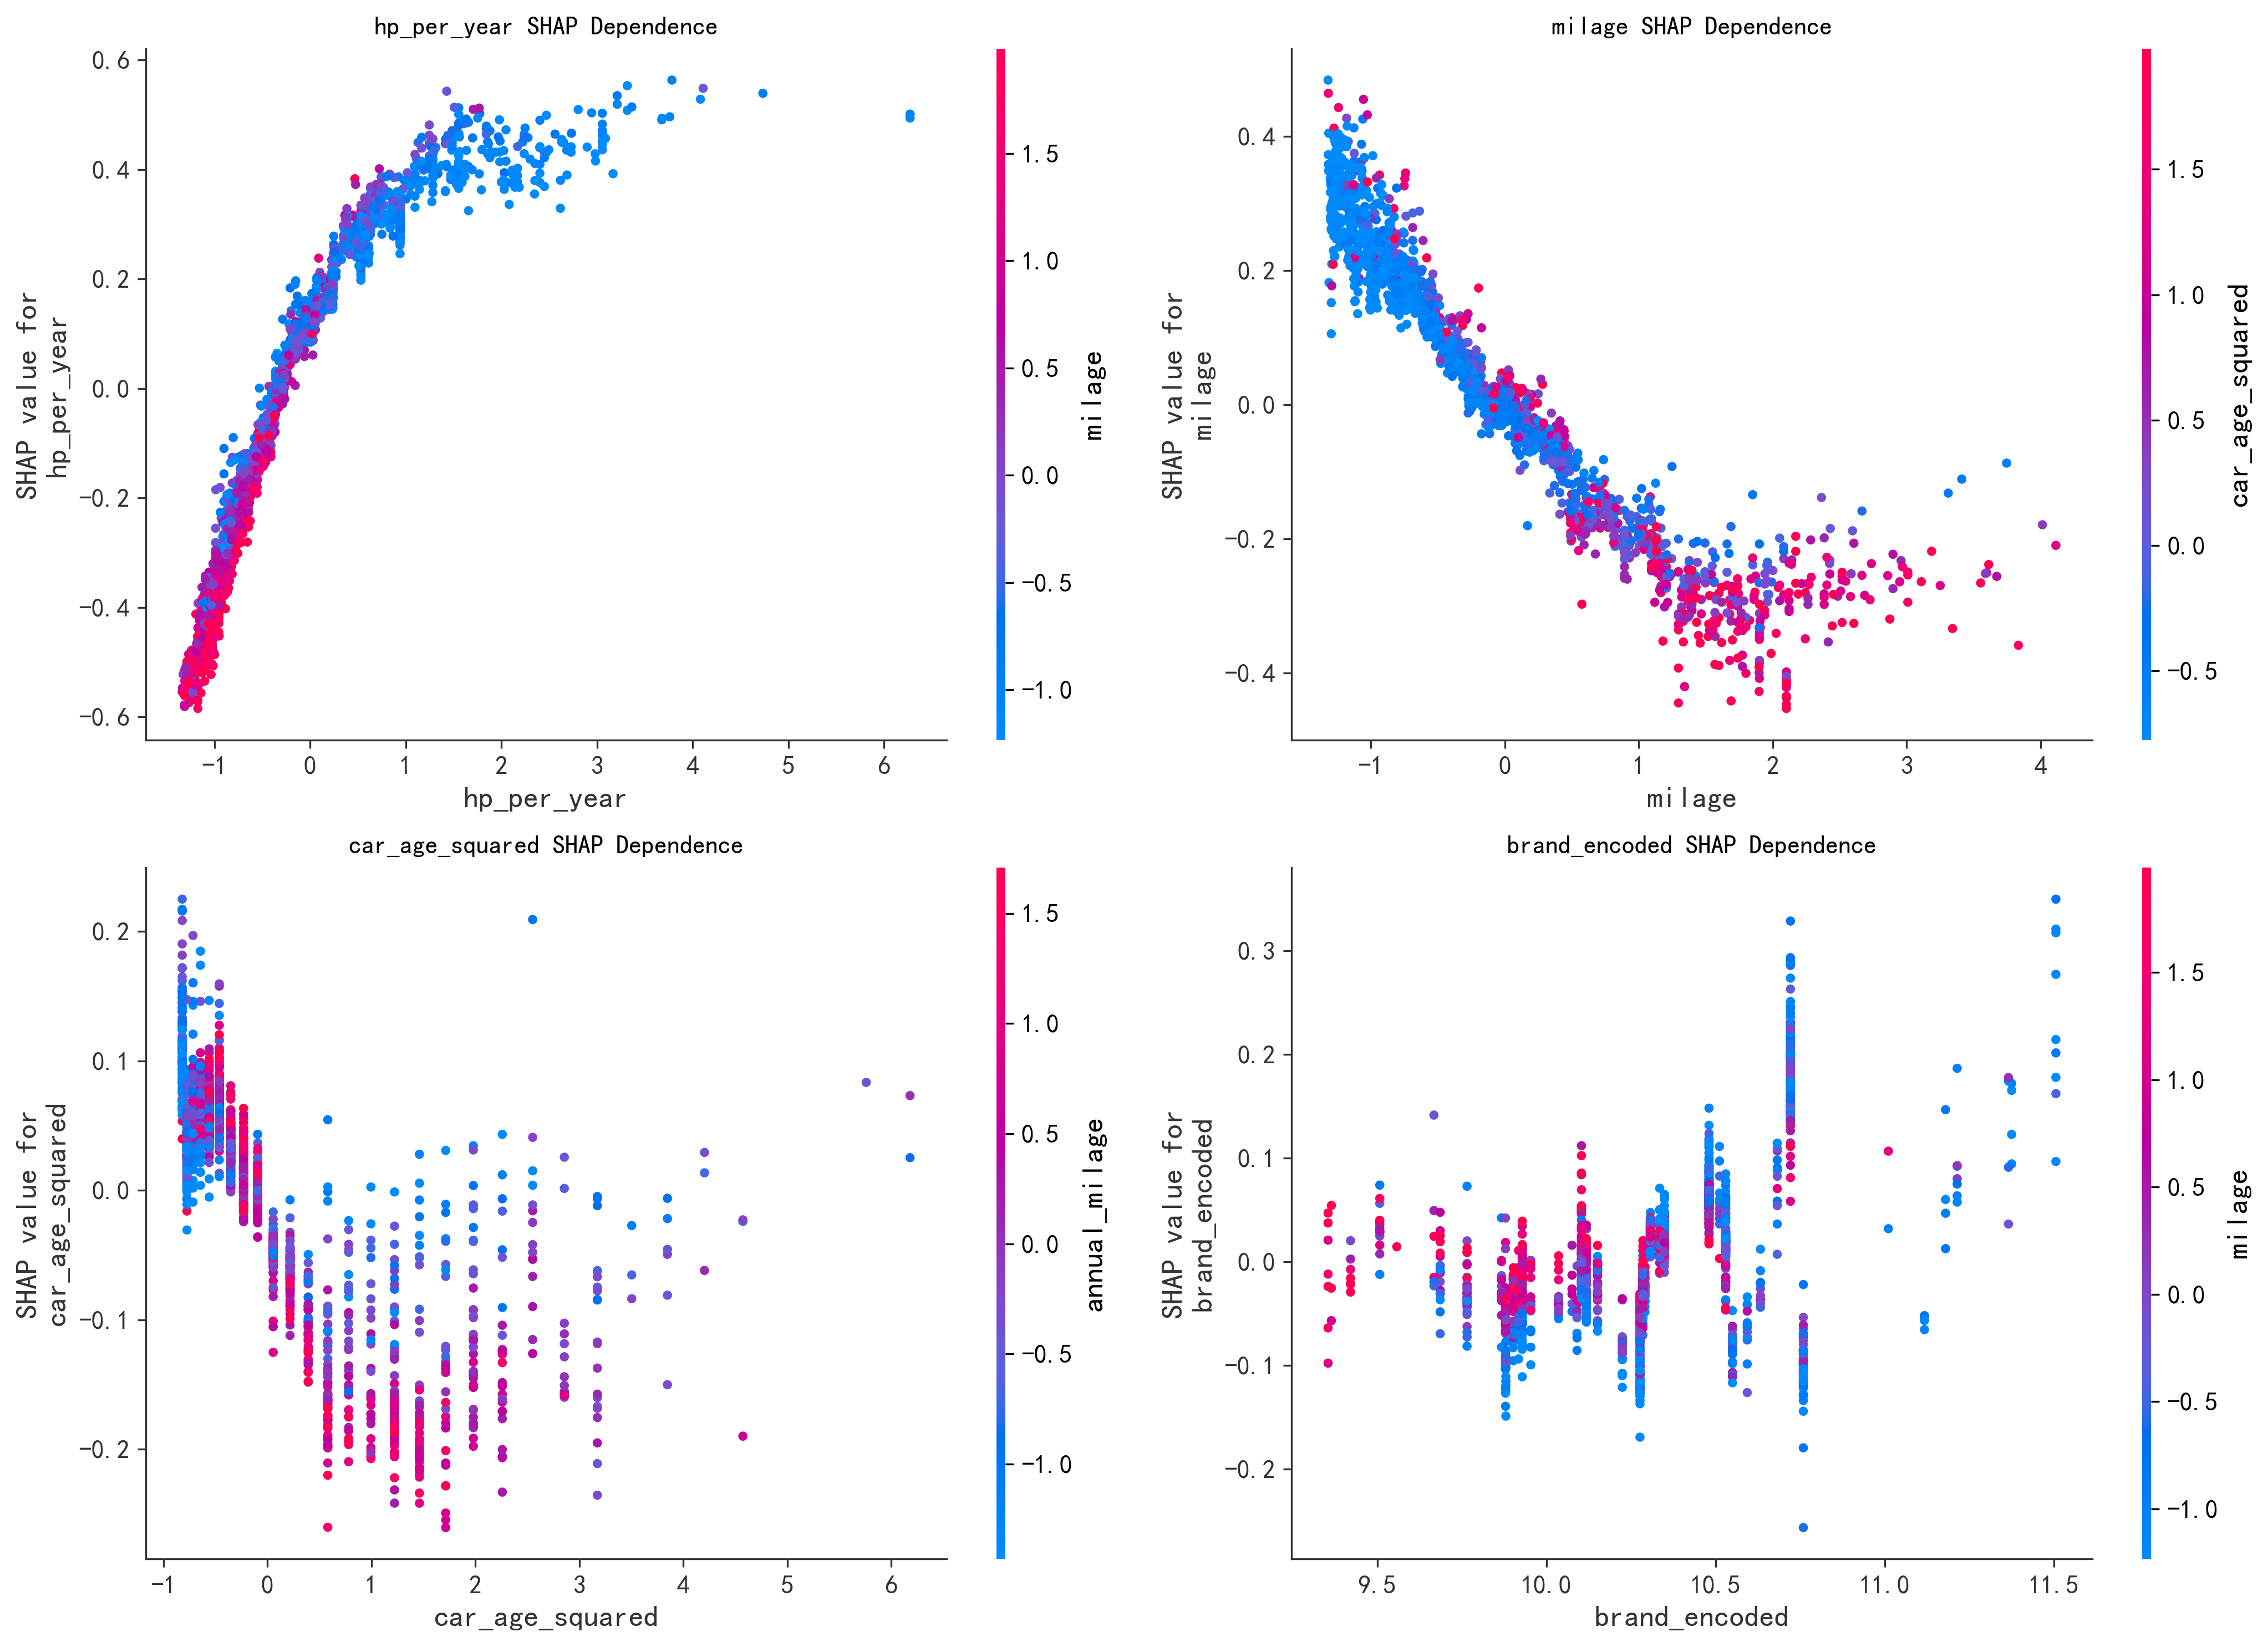 hp_per_year SHAP Dependence
0.6
0.4
0.2
0.0
−0.2
−0.4
−0.6
SHAP value for
hp_per_year
−1 0 1 2 3 4 5 6
hp_per_year
1.5
1.0
0.5
0.0
−0.5
−1.0
milage
milage SHAP Dependence
0.4
0.2
0.0
−0.2
−0.4
SHAP value for
milage
−1 0 1 2 3 4
milage
1.5
1.0
0.5
0.0
−0.5
car_age_squared
car_age_squared SHAP Dependence
0.2
0.1
0.0
−0.1
−0.2
SHAP value for
car_age_squared
−1 0 1 2 3 4 5 6
car_age_squared
1.5
1.0
0.5
0.0
−0.5
−1.0
annual_milage
brand_encoded SHAP Dependence
0.3
0.2
0.1
0.0
−0.1
−0.2
SHAP value for
brand_encoded
9.5 10.0 10.5 11.0 11.5
brand_encoded
1.5
1.0
0.5
0.0
−0.5
−1.0
milage